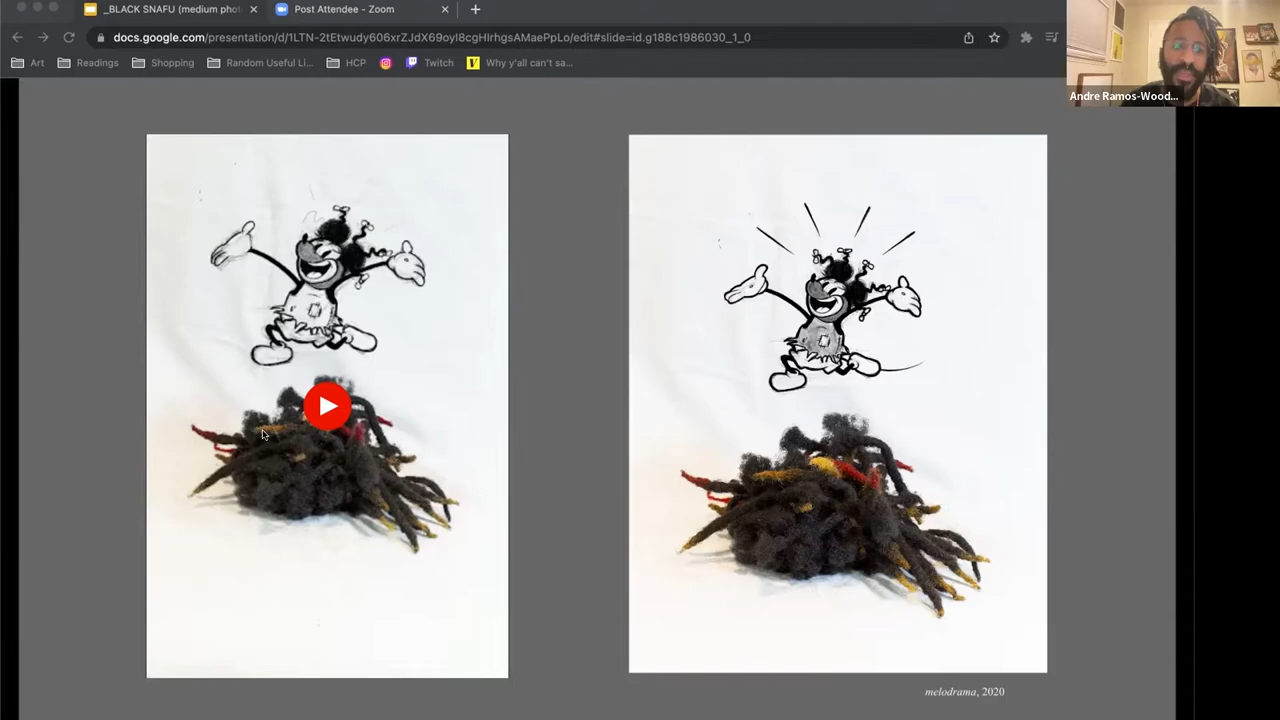 _BLACK SNAFU (medium phot
Post Attendee - Zoom
docs.google.com/presentation/d/1LTN-2tEtwudy606xrZJdX69oyl8cgHIrhgsAMaePpLo/edit#slide=id.g188c1986030_1_0
Art
Readings
Shopping
Random Useful Li...
HCP
Twitch
Why y'all can't sa...
Andre Ramos-Wood...
melodrama, 2020